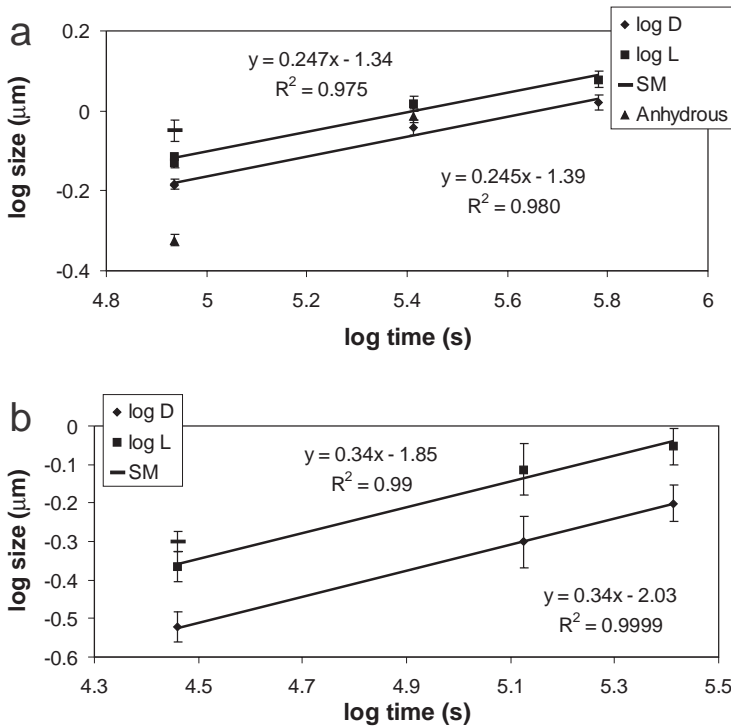 a
log D
log L
SM
Anhydrous
y = 0.247x - 1.34
R² = 0.975
y = 0.245x - 1.39
R² = 0.980
0.2
0
-0.2
-0.4
log size (μm)
4.8 5 5.2 5.4 5.6 5.8 6
log time (s)
b
log D
log L
SM
y = 0.34x - 1.85
R² = 0.99
y = 0.34x - 2.03
R² = 0.9999
0
-0.1
-0.2
-0.3
-0.4
-0.5
-0.6
log size (μm)
4.3 4.5 4.7 4.9 5.1 5.3 5.5
log time (s)